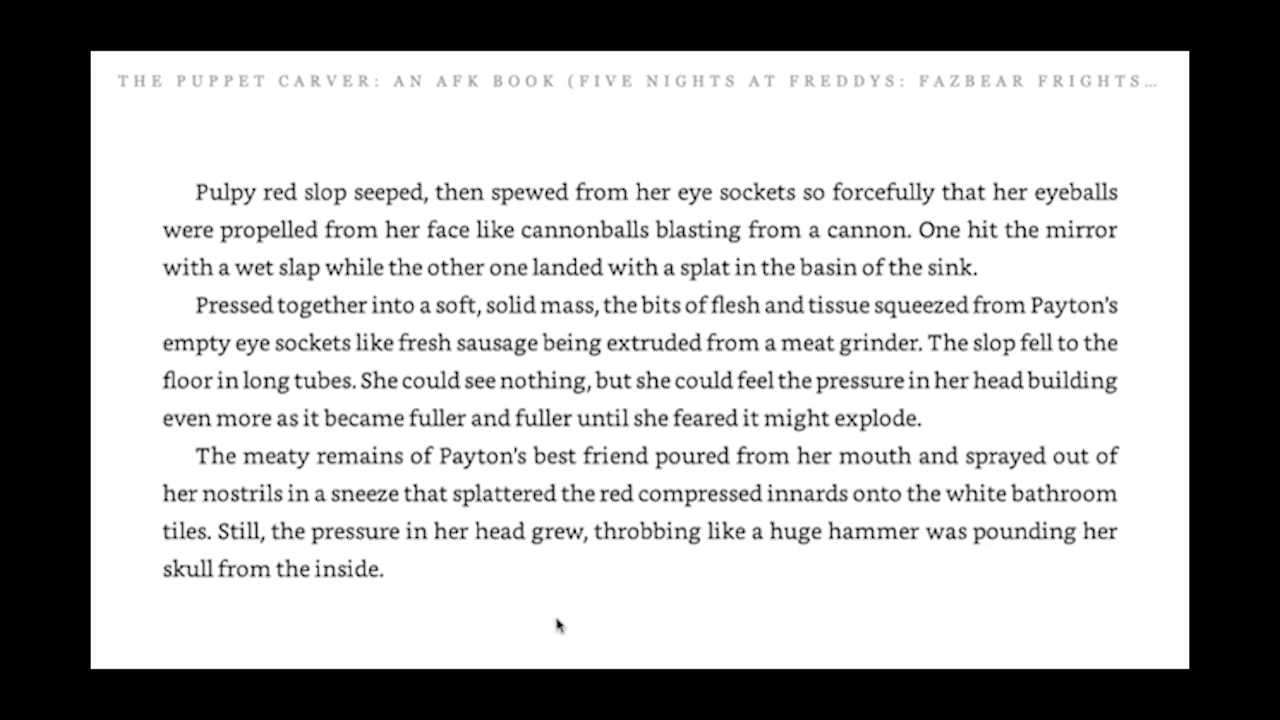 THE PUPPET CARVER: AN AFK BOOK (FIVE NIGHTS AT FREDDYS: FAZBEAR FRIGHTS…
Pulpy red slop seeped, then spewed from her eye sockets so forcefully that her eyeballs
were propelled from her face like cannonballs blasting from a cannon. One hit the mirror
with a wet slap while the other one landed with a splat in the basin of the sink.
Pressed together into a soft, solid mass, the bits of flesh and tissue squeezed from Payton’s
empty eye sockets like fresh sausage being extruded from a meat grinder. The slop fell to the
floor in long tubes. She could see nothing, but she could feel the pressure in her head building
even more as it became fuller and fuller until she feared it might explode.
The meaty remains of Payton’s best friend poured from her mouth and sprayed out of
her nostrils in a sneeze that splattered the red compressed innards onto the white bathroom
tiles. Still, the pressure in her head grew, throbbing like a huge hammer was pounding her
skull from the inside.